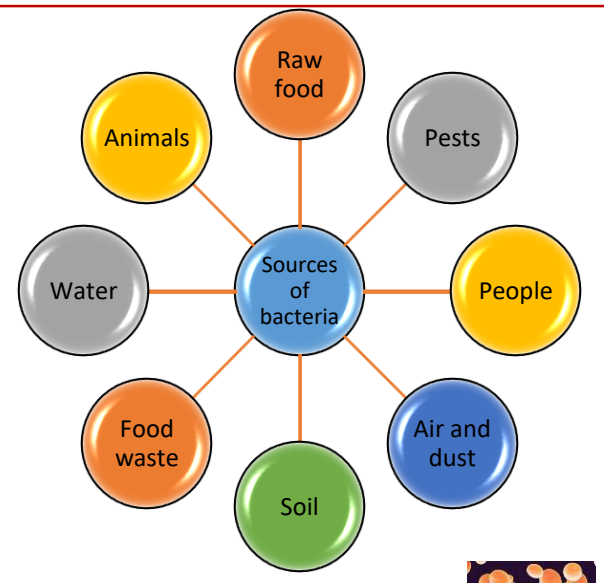 Raw
food
Animals
Pests
Sources
of
bacteria
Water
People
Food
waste
Air and
dust
Soil